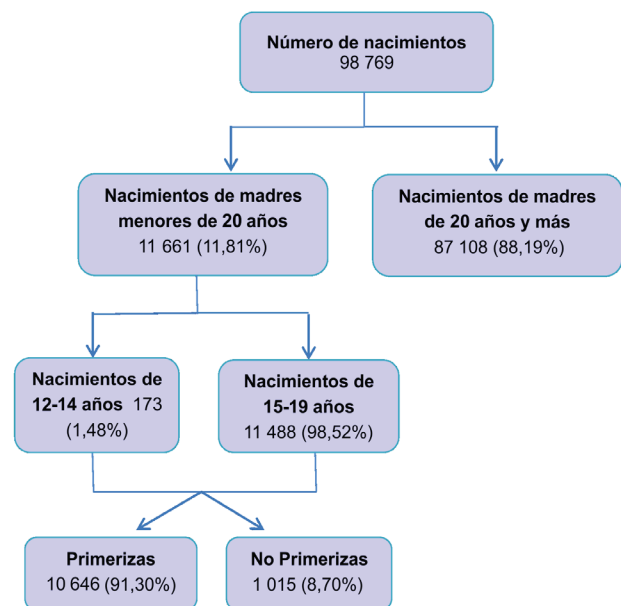 Número de nacimientos
98 769
Nacimientos de madres
menores de 20 años
11 661 (11,81%)
Nacimientos de madres
de 20 años y más
87 108 (88,19%)
Nacimientos de
12-14 años 173
(1,48%)
Nacimientos de
15-19 años
11 488 (98,52%)
Primerizas
10 646 (91,30%)
No Primerizas
1 015 (8,70%)